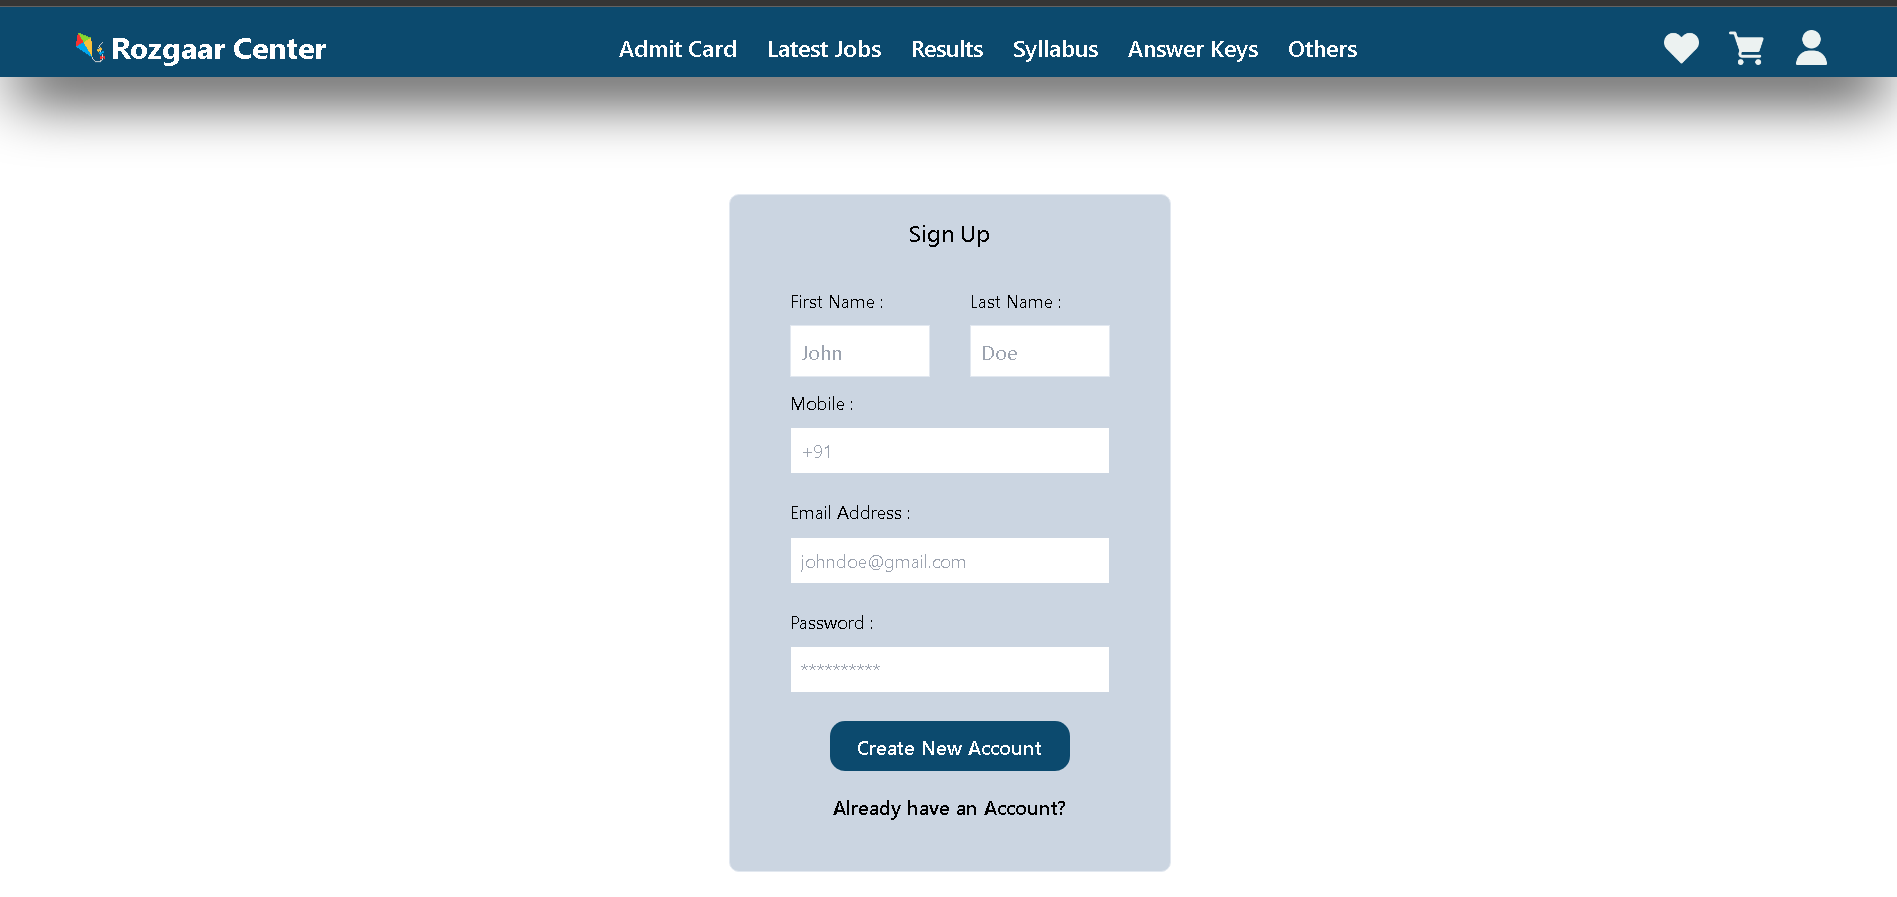 Rozgaar Center Admit Card Latest Jobs Results Syllabus Answer Keys Others
Sign Up
First Name : Last Name :
John Doe
Mobile :
+91
Email Address :
johndoe@gmail.com
Password :
**********
Create New Account
Already have an Account?